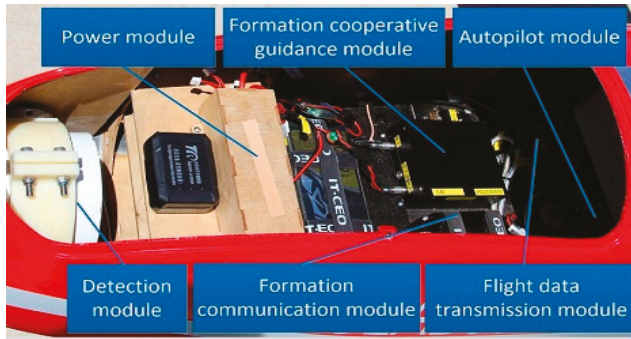 Power module
Formation cooperative
guidance module
Autopilot module
IT-CEO
Detection
module
Formation
communication module
Flight data
transmission module